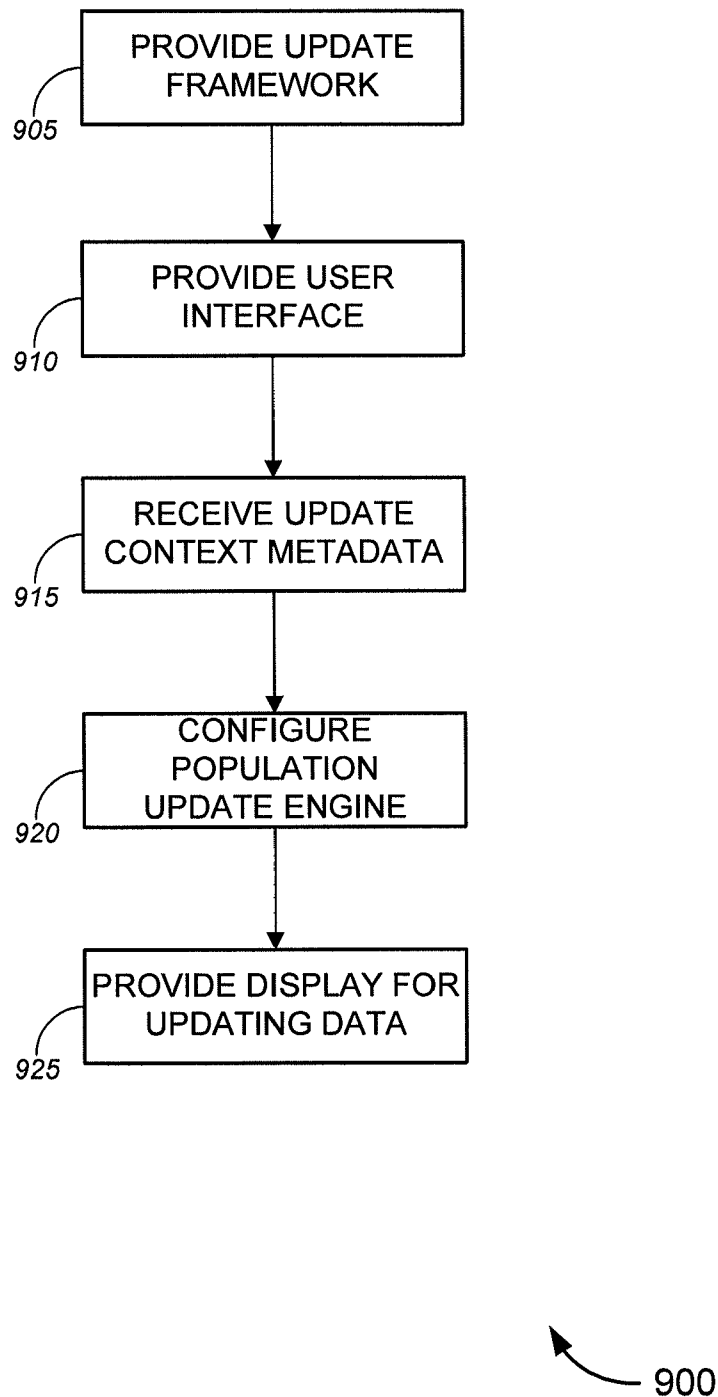 PROVIDE UPDATE
FRAMEWORK
905
PROVIDE USER
INTERFACE
910
RECEIVE UPDATE
CONTEXT METADATA
915
CONFIGURE
POPULATION
UPDATE ENGINE
920
PROVIDE DISPLAY FOR
UPDATING DATA
925
900